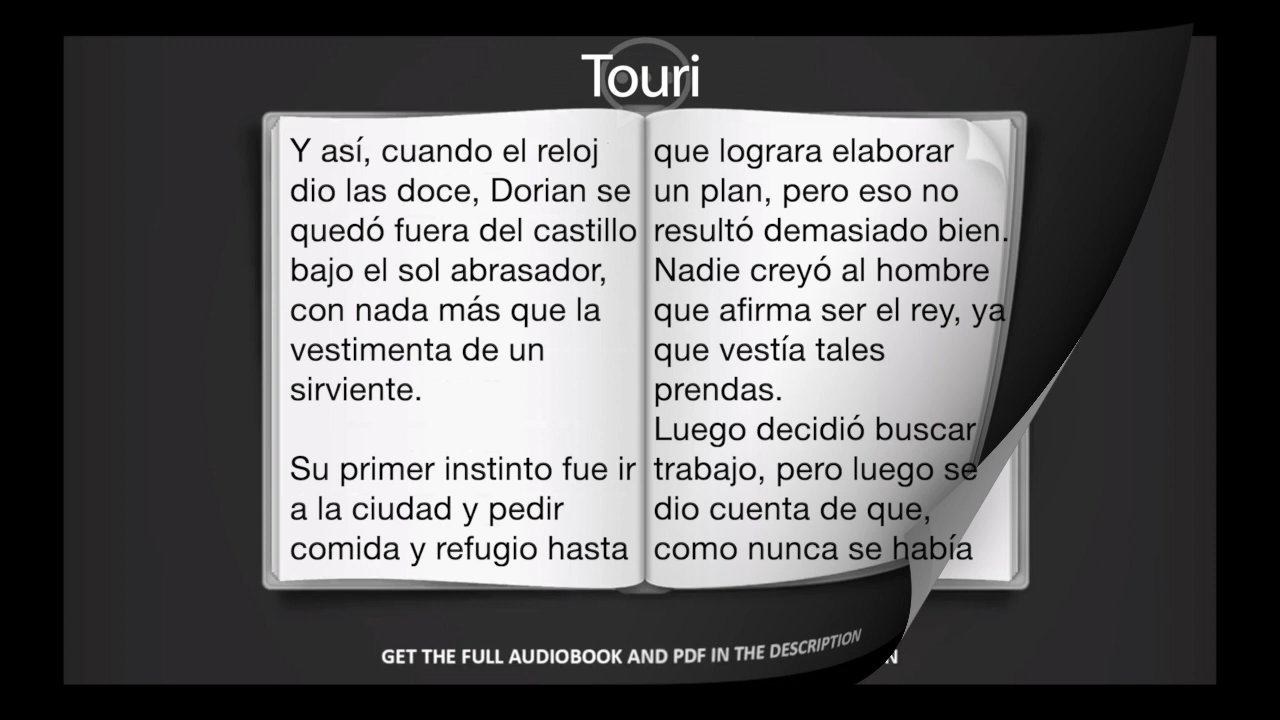 Touri
Y así, cuando el reloj
dio las doce, Dorian se
quedó fuera del castillo
bajo el sol abrasador,
con nada más que la
vestimenta de un
sirviente.
Su primer instinto fue ir
a la ciudad y pedir
comida y refugio hasta
que lograra elaborar
un plan, pero eso no
resultó demasiado bien.
Nadie creyó al hombre
que afirma ser el rey, ya
que vestía tales
prendas.
Luego decidió buscar
trabajo, pero luego se
dio cuenta de que,
como nunca se había
GET THE FULL AUDIOBOOK AND PDF IN THE DESCRIPTION N